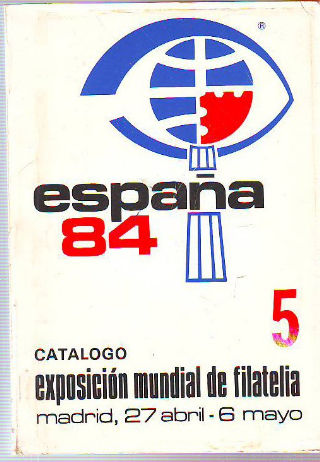 ®
españa
84
5
CATALOGO
exposición mundial de filatelia
madrid, 27 abril - 6 mayo